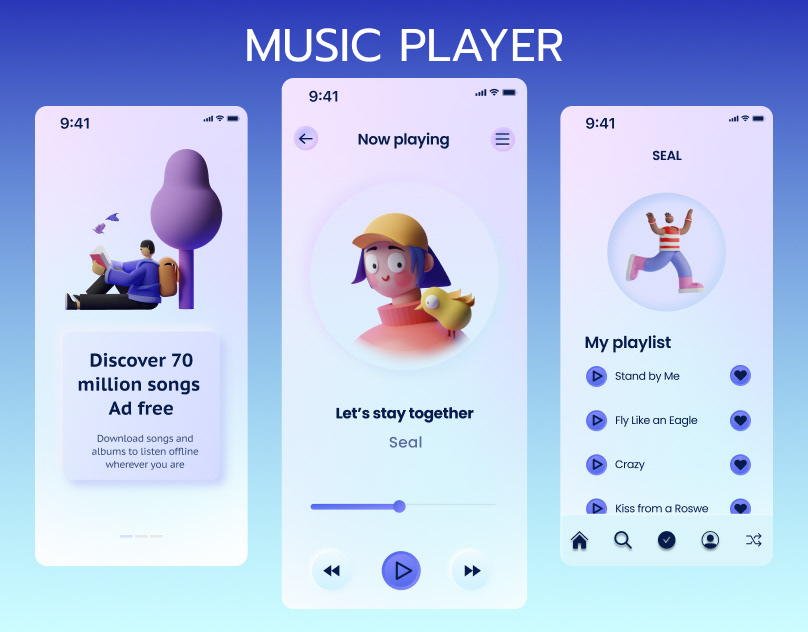 MUSIC PLAYER
9:41
Discover 70
million songs
Ad free
Download songs and
albums to listen offline
wherever you are
9:41
Now playing
Let's stay together
Seal
9:41
SEAL
My playlist
Stand by Me
Fly Like an Eagle
Crazy
Kiss from a Roswe